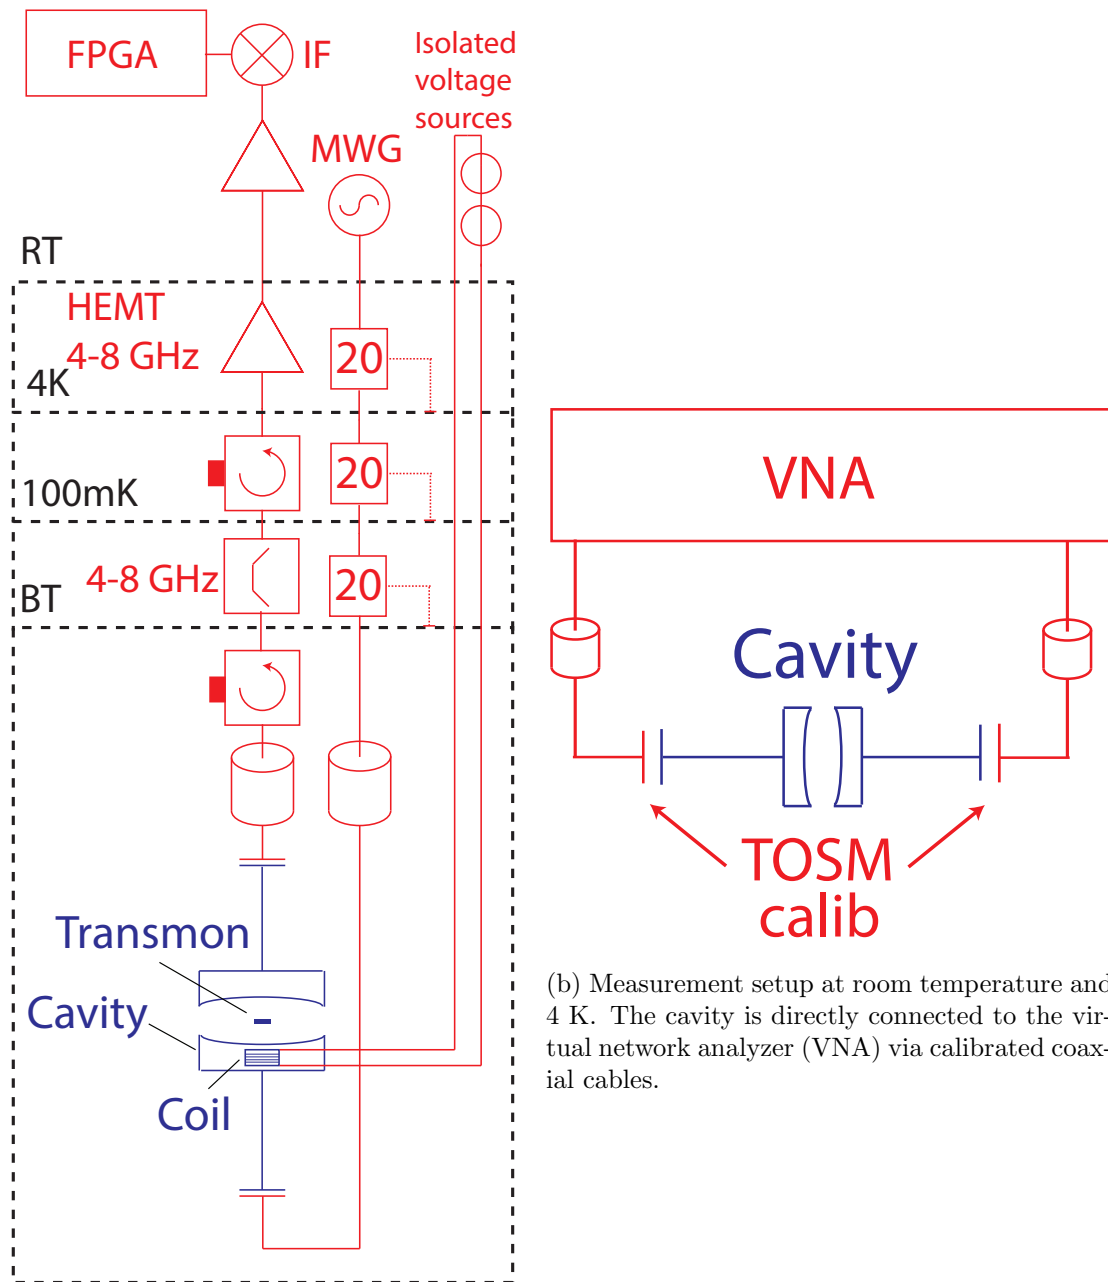 FPGA
IF
Isolated
voltage
sources
MWG
RT
HEMT
4-8 GHz
20
4K
20
100mK
4-8 GHz
20
BT
Transmon
Cavity
Coil
VNA
Cavity
TOSM
calib
(b) Measurement setup at room temperature and
4 K. The cavity is directly connected to the vir-
tual network analyzer (VNA) via calibrated coax-
ial cables.